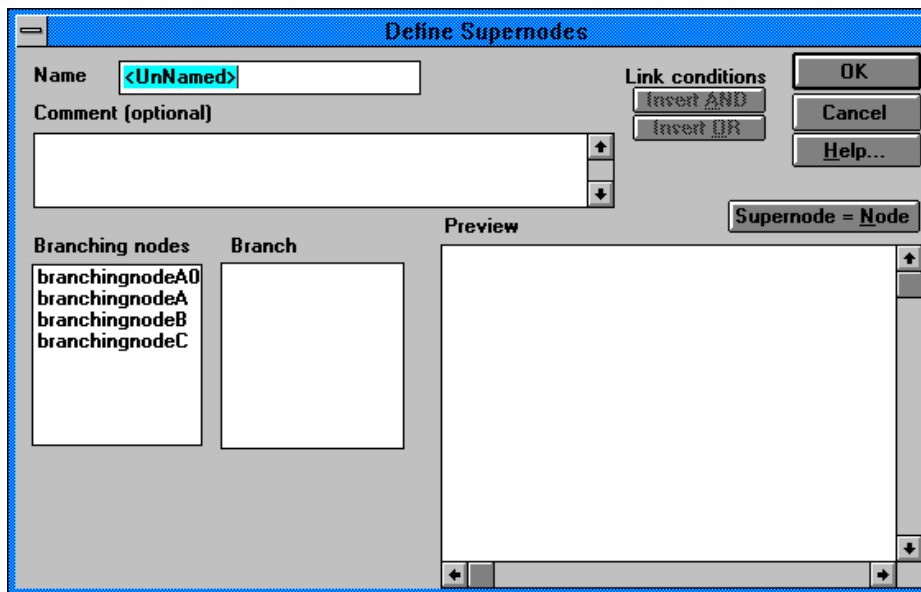 Define Supernodes
Name
<UnNamed>
Link conditions
OK
Insert AND
Comment (optional)
Cancel
Insert OR
Help...
Supernode = Node
Preview
Branching nodes
Branch
branchingnodeA0
branchingnodeA
branchingnodeB
branchingnodeC